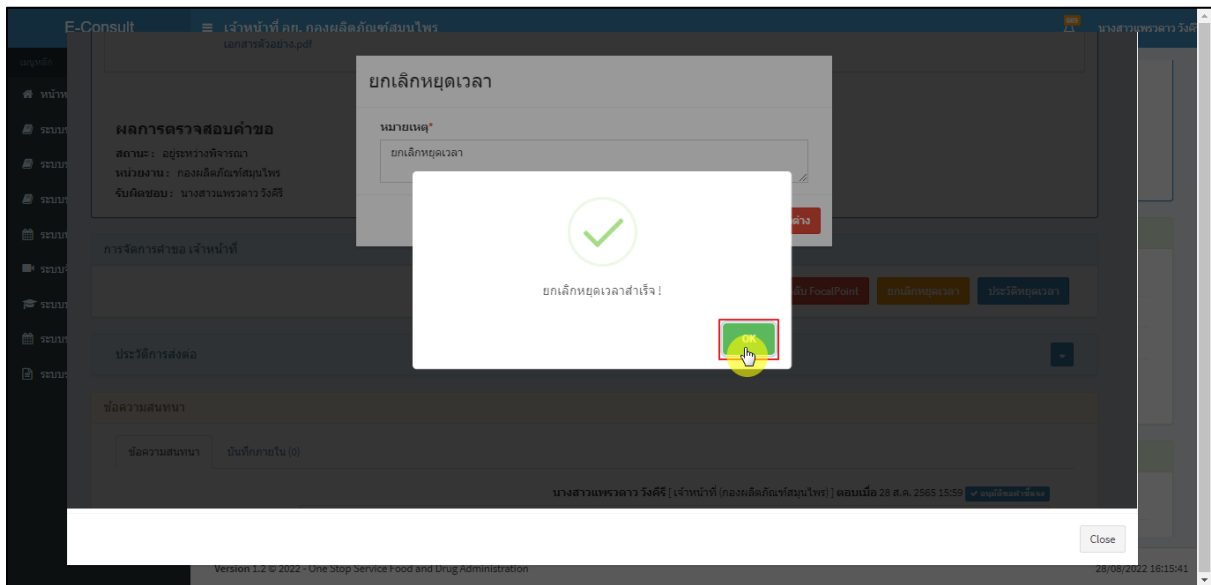 E-Consult
≡ เจ้าหน้าที่ อย. กองผลิตภัณฑ์สมุนไพร
นางสาวแพรวดาว วังคีรี
เมนูหลัก
เอกสารตัวอย่าง.pdf
ยกเลิกหยุดเวลา
หมายเหตุ*
ยกเลิกหยุดเวลา
ผลการตรวจสอบคำขอ
สถานะ : อยู่ระหว่างพิจารณา
หน่วยงาน : กองผลิตภัณฑ์สมุนไพร
รับผิดชอบ : นางสาวแพรวดาว วังคีรี
การจัดการคำขอ เจ้าหน้าที่
ยกเลิกหยุดเวลาสำเร็จ !
FocalPoint
ยกเลิกหยุดเวลา
ประวัติหยุดเวลา
OK
ประวัติการส่งต่อ
ข้อความสนทนา
ข้อความสนทนา
บันทึกภายใน (0)
นางสาวแพรวดาว วังคีรี [ เจ้าหน้าที่ (กองผลิตภัณฑ์สมุนไพร) ] ตอบเมื่อ 28 ส.ค. 2565 15:59
Close
Version 1.2 © 2022 - One Stop Service Food and Drug Administration
28/08/2022 16:15:41